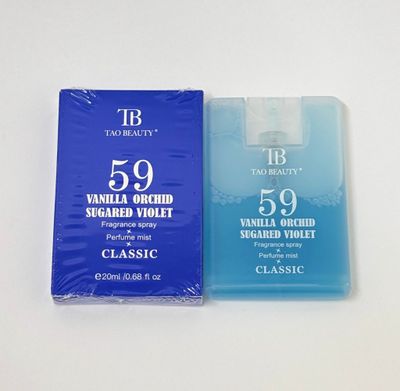 TB
TAO BEAUTY®
59
VANILLA ORCHID
SUGARED VIOLET
Fragrance spray
Perfume mist
CLASSIC
℮20ml /0.68 fl oz
TB
TAO BEAUTY®
59
VANILLA ORCHID
SUGARED VIOLET
Fragrance spray
Perfume mist
CLASSIC